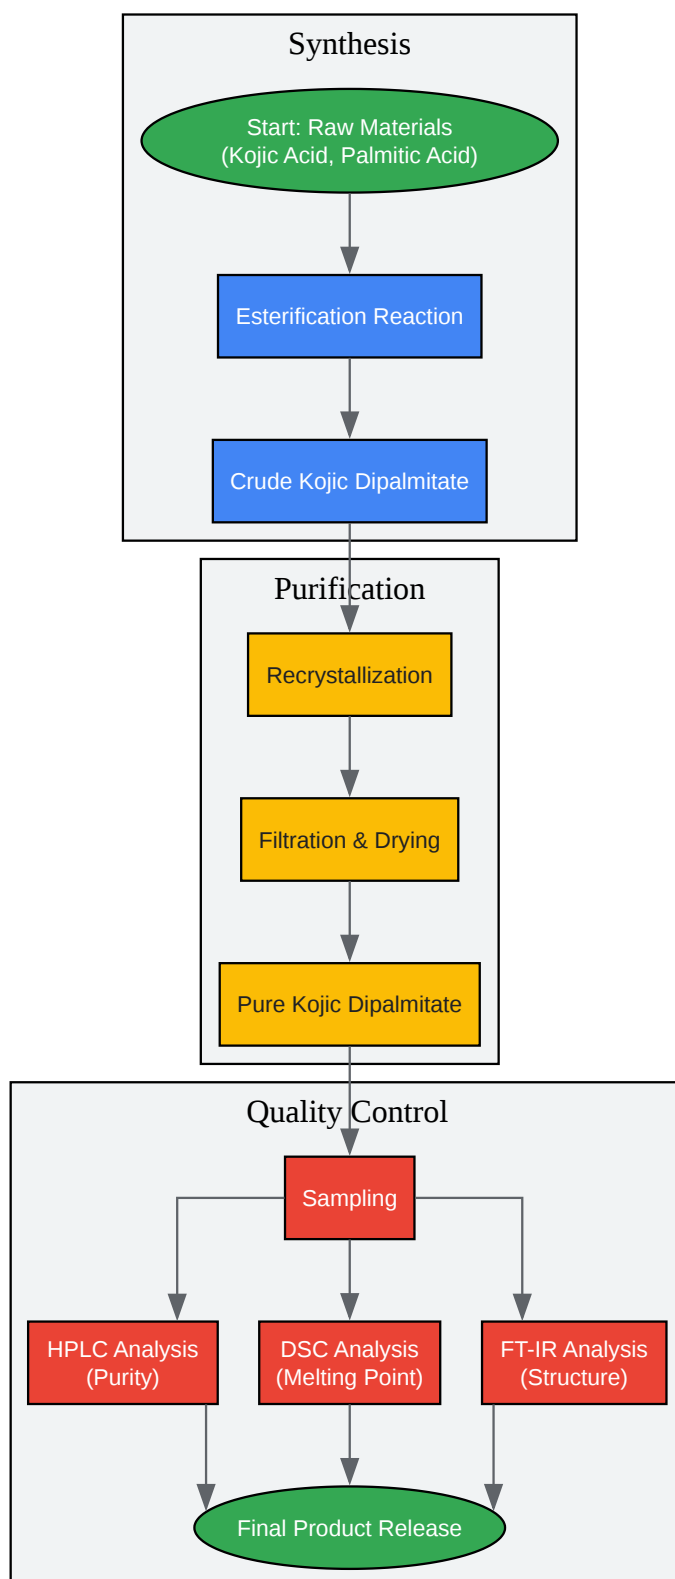 Synthesis
Start: Raw Materials
(Kojic Acid, Palmitic Acid)
Esterification Reaction
Crude Kojic Dipalmitate
Purification
Recrystallization
Filtration & Drying
Pure Kojic Dipalmitate
Quality Control
Sampling
HPLC Analysis
(Purity)
DSC Analysis
(Melting Point)
FT-IR Analysis
(Structure)
Final Product Release